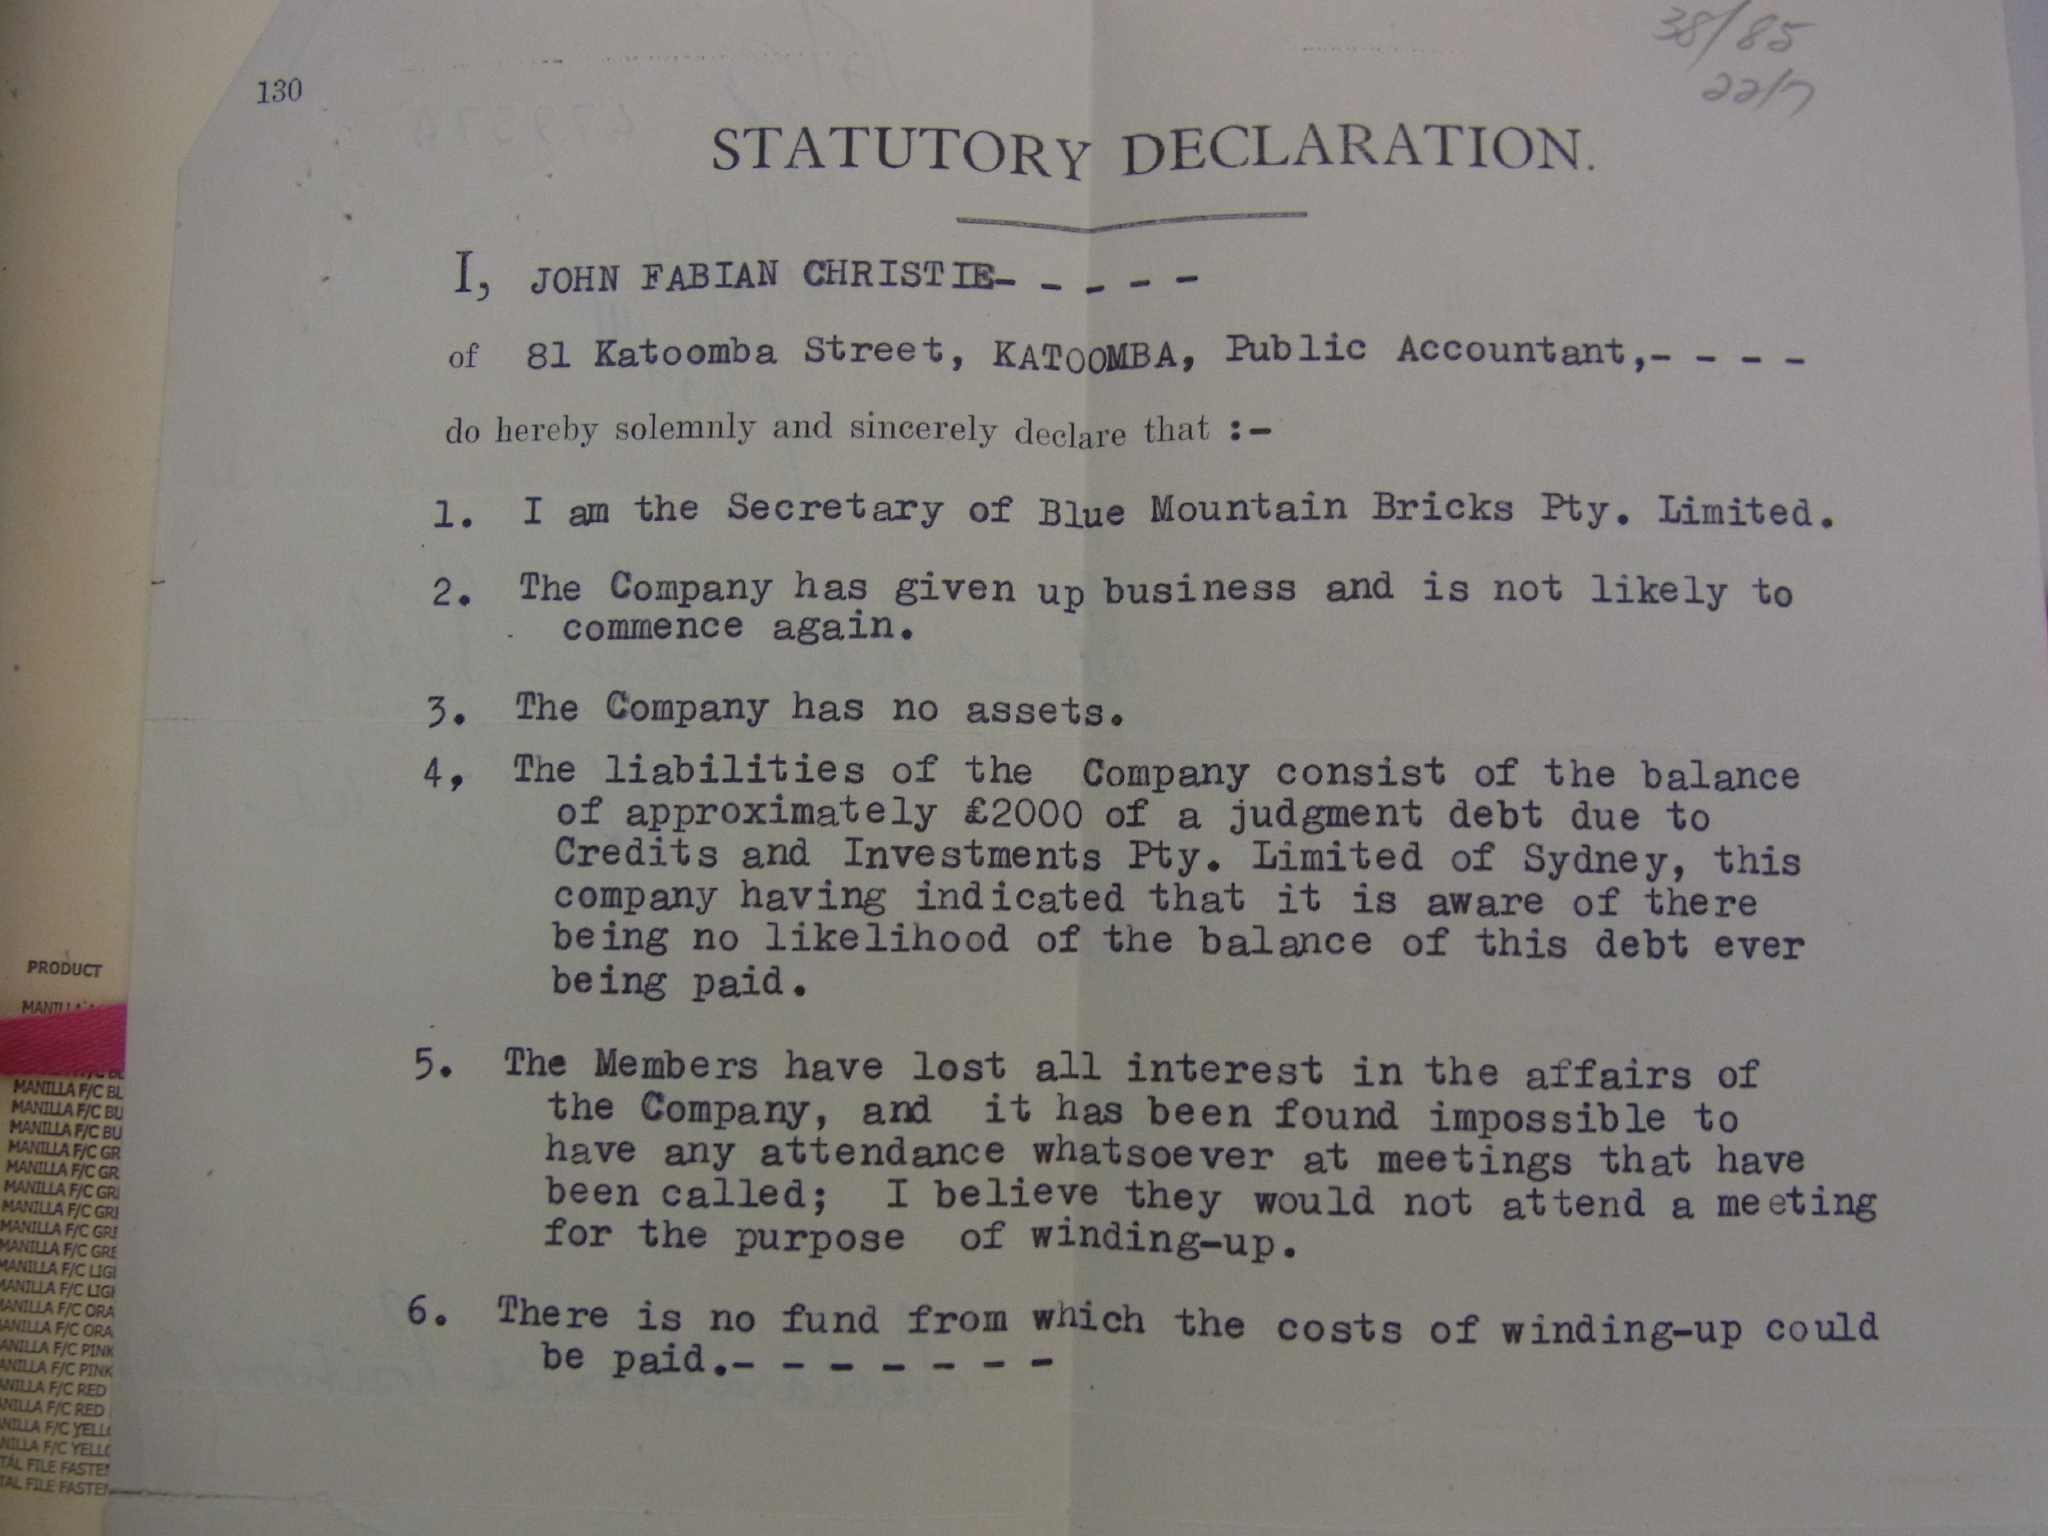 38/85
22/7
130
STATUTORY DECLARATION.
I, JOHN FABIAN CHRISTIE- - - - -
of 81 Katoomba Street, KATOOMBA, Public Accountant,- - - -
do hereby solemnly and sincerely declare that :-
1. I am the Secretary of Blue Mountain Bricks Pty. Limited.
2. The Company has given up business and is not likely to
commence again.
3. The Company has no assets.
4, The liabilities of the Company consist of the balance
of approximately £2000 of a judgment debt due to
Credits and Investments Pty. Limited of Sydney, this
company having indicated that it is aware of there
being no likelihood of the balance of this debt ever
being paid.
5. The Members have lost all interest in the affairs of
the Company, and it has been found impossible to
have any attendance whatsoever at meetings that have
been called; I believe they would not attend a meeting
for the purpose of winding-up.
6. There is no fund from which the costs of winding-up could
be paid.- - - - - - -
PRODUCT
MANILLA F/C BL
MANILLA F/C BU
MANILLA F/C BU
MANILLA F/C GR
MANILLA F/C GR
MANILLA F/C GRI
MANILLA F/C GRI
MANILLA F/C GRE
MANILLA F/C GRE
MANILLA F/C LIGI
MANILLA F/C LIGI
MANILLA F/C ORA
MANILLA F/C ORA
MANILLA F/C PINK
MANILLA F/C PINK
ANILLA F/C RED
ANILLA F/C RED
ANILLA F/C YELL
NILLA F/C YELLO
TAL FILE FASTE
TAL FILE FASTE